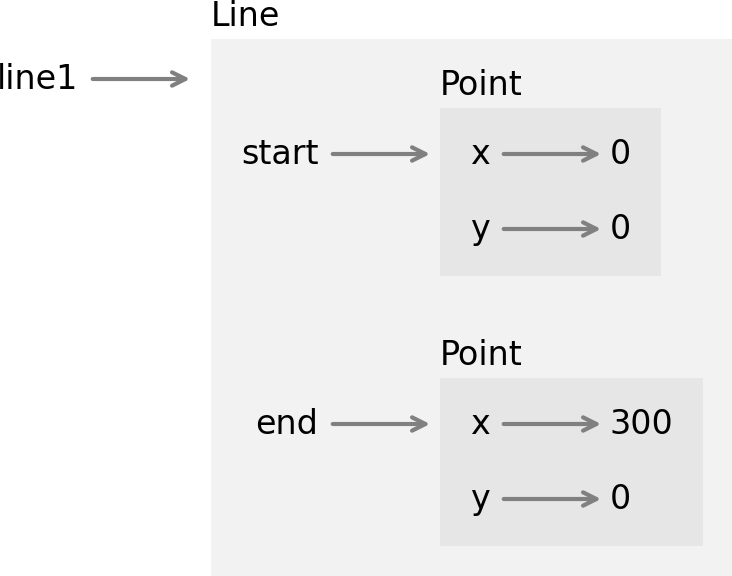 Line
line1
Point
start x 0
y 0
Point
end x 300
y 0